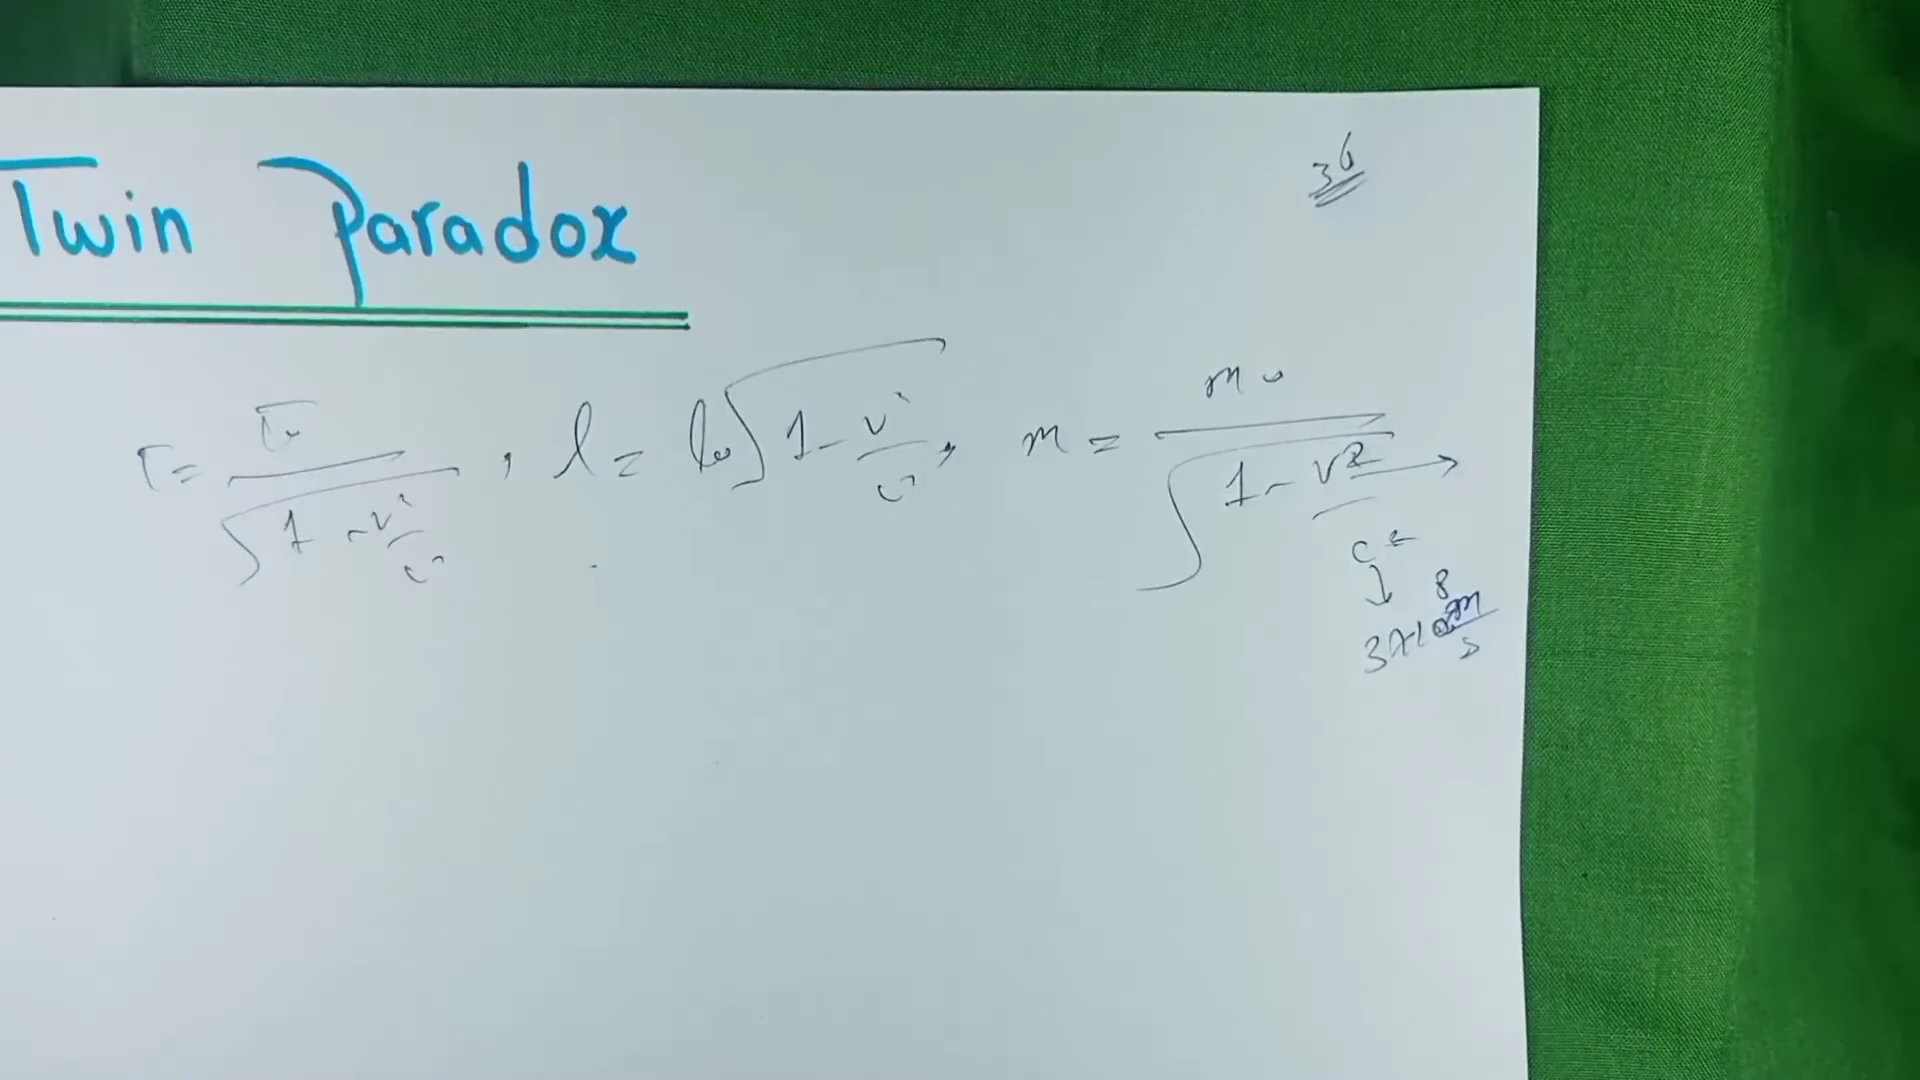 36
Twin Paradox
T = T₀ / √(1 - v²/c²) , l = l₀ √(1 - v²/c²) , m = m₀ / √(1 - v²/c²) →
↓
3×10⁸ m/s